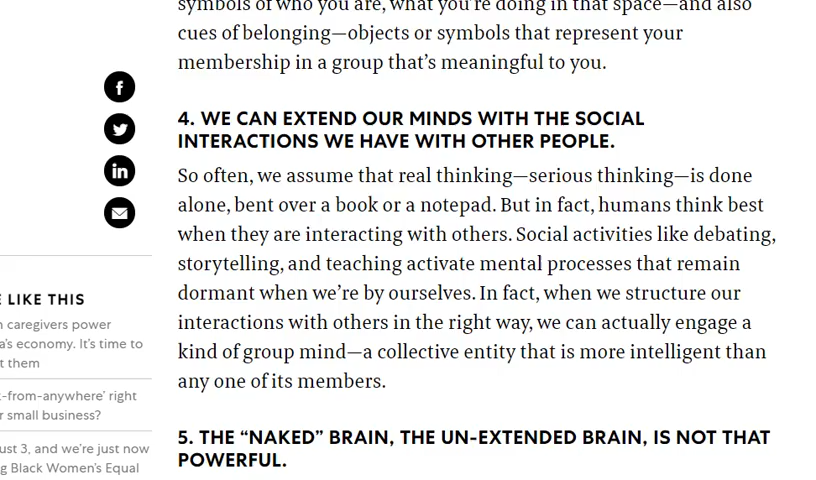 symbols of who you are, what you're doing in that space—and also
cues of belonging—objects or symbols that represent your
membership in a group that's meaningful to you.
4. WE CAN EXTEND OUR MINDS WITH THE SOCIAL
INTERACTIONS WE HAVE WITH OTHER PEOPLE.
So often, we assume that real thinking—serious thinking—is done
alone, bent over a book or a notepad. But in fact, humans think best
when they are interacting with others. Social activities like debating,
storytelling, and teaching activate mental processes that remain
dormant when we're by ourselves. In fact, when we structure our
interactions with others in the right way, we can actually engage a
kind of group mind—a collective entity that is more intelligent than
any one of its members.
5. THE “NAKED” BRAIN, THE UN-EXTENDED BRAIN, IS NOT THAT
POWERFUL.
LIKE THIS
caregivers power
economy. It's time to
them
-from-anywhere' right
small business?
3, and we're just now
Black Women's Equal